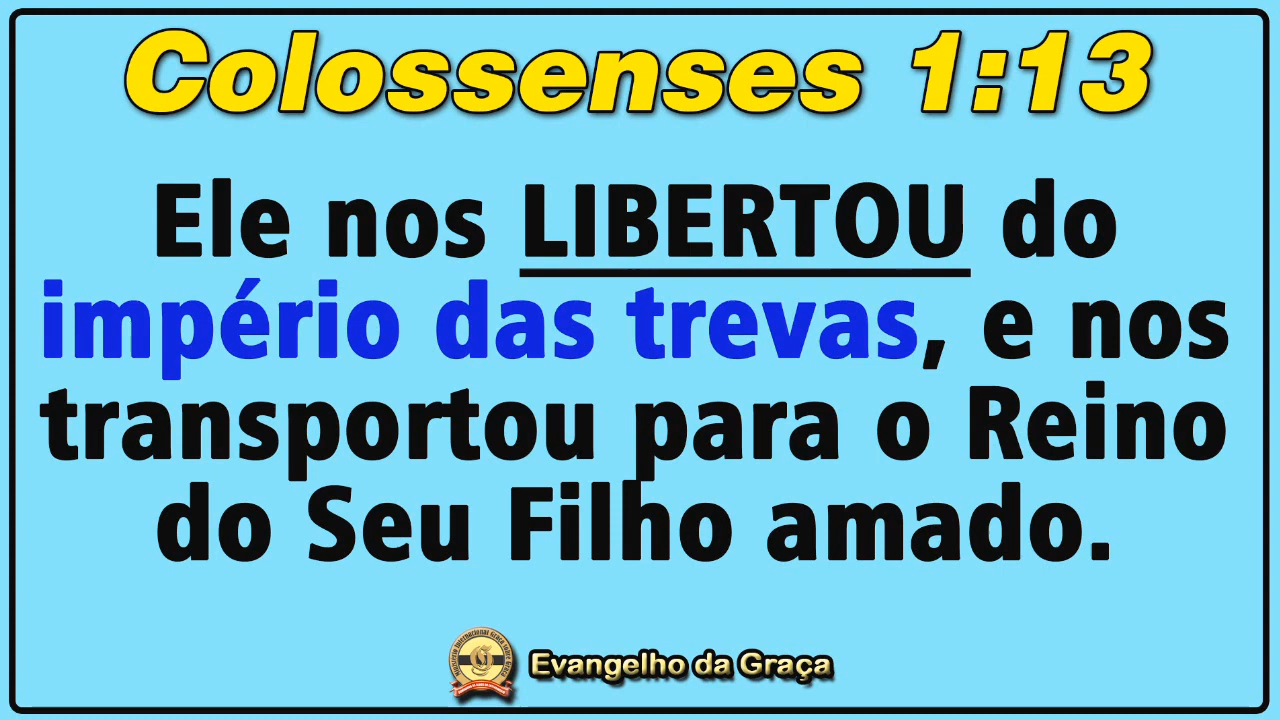 Colossenses 1:13
Ele nos LIBERTOU do
império das trevas, e nos
transportou para o Reino
do Seu Filho amado.
Evangelho da Graça